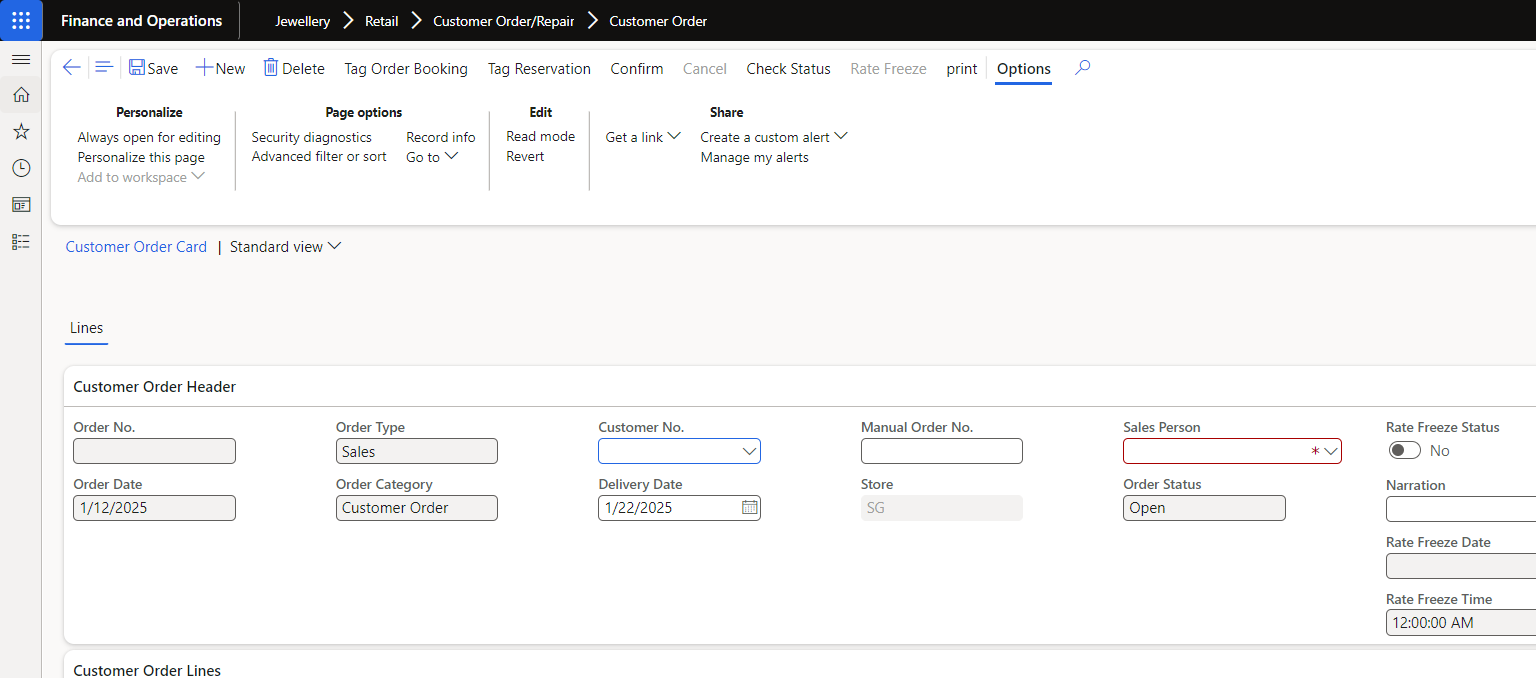 Finance and Operations
Jewellery Retail Customer Order/Repair Customer Order
Save New Delete Tag Order Booking Tag Reservation Confirm Cancel Check Status Rate Freeze print Options
Personalize
Always open for editing
Personalize this page
Add to workspace
Page options
Security diagnostics
Advanced filter or sort
Record info
Go to
Edit
Read mode
Revert
Get a link
Share
Create a custom alert
Manage my alerts
Customer Order Card | Standard view
Lines
Customer Order Header
Order No. Order Type Customer No. Manual Order No. Sales Person Rate Freeze Status
Sales * No
Order Date Order Category Delivery Date Store Order Status Narration
1/12/2025 Customer Order 1/22/2025 SG Open
Rate Freeze Date
Rate Freeze Time
12:00:00 AM
Customer Order Lines